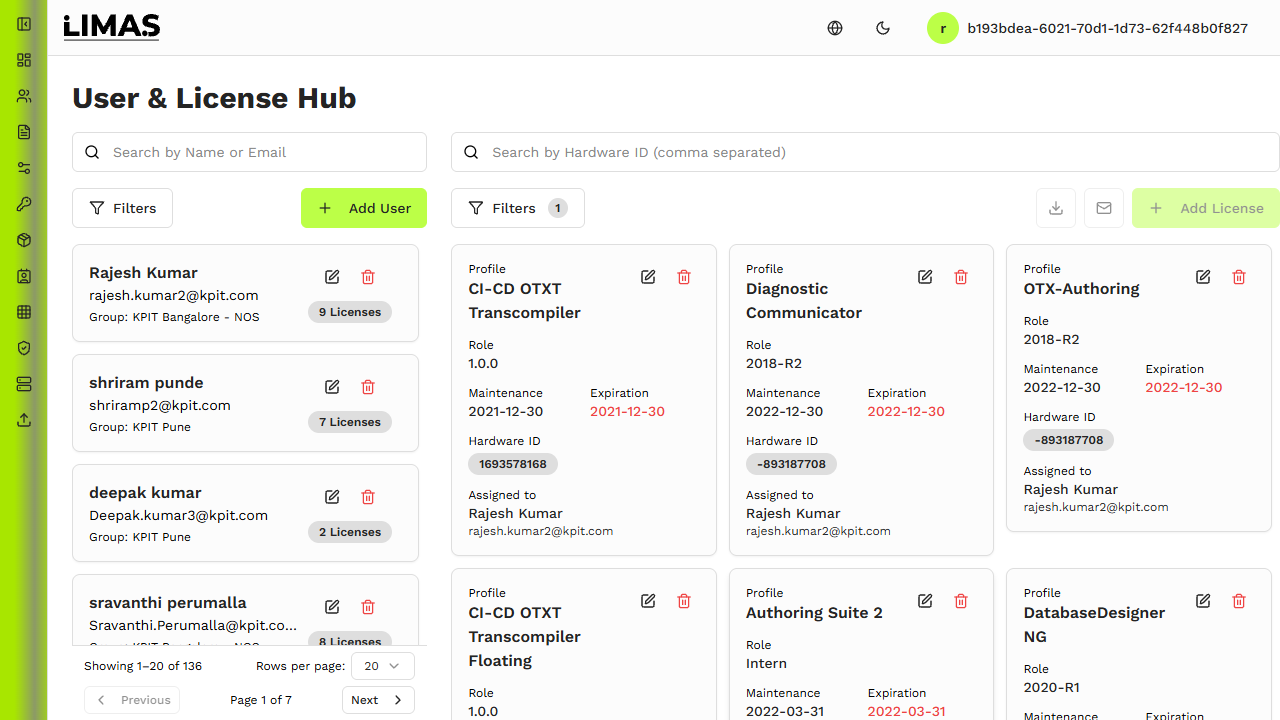 LIMAS
r
b193bdea-6021-70d1-1d73-62f448b0f827
User & License Hub
Search by Name or Email
Search by Hardware ID (comma separated)
Filters
Add User
Filters 1
Add License
Rajesh Kumar
rajesh.kumar2@kpit.com
Group: KPIT Bangalore - NOS
9 Licenses
shriram punde
shriramp2@kpit.com
Group: KPIT Pune
7 Licenses
deepak kumar
Deepak.kumar3@kpit.com
Group: KPIT Pune
2 Licenses
sravanthi perumalla
Sravanthi.Perumalla@kpit.co...
Group: KPIT Bangalore - NOS
8 Licenses
Showing 1–20 of 136
Rows per page: 20
Previous
Page 1 of 7
Next
Profile
CI-CD OTXT
Transcompiler
Role
1.0.0
Maintenance Expiration
2021-12-30 2021-12-30
Hardware ID
1693578168
Assigned to
Rajesh Kumar
rajesh.kumar2@kpit.com
Profile
Diagnostic
Communicator
Role
2018-R2
Maintenance Expiration
2022-12-30 2022-12-30
Hardware ID
-893187708
Assigned to
Rajesh Kumar
rajesh.kumar2@kpit.com
Profile
OTX-Authoring
Role
2018-R2
Maintenance Expiration
2022-12-30 2022-12-30
Hardware ID
-893187708
Assigned to
Rajesh Kumar
rajesh.kumar2@kpit.com
Profile
CI-CD OTXT
Transcompiler
Floating
Role
1.0.0
Profile
Authoring Suite 2
Role
Intern
Maintenance Expiration
2022-03-31 2022-03-31
Profile
DatabaseDesigner
NG
Role
2020-R1
Maintenance Expiration